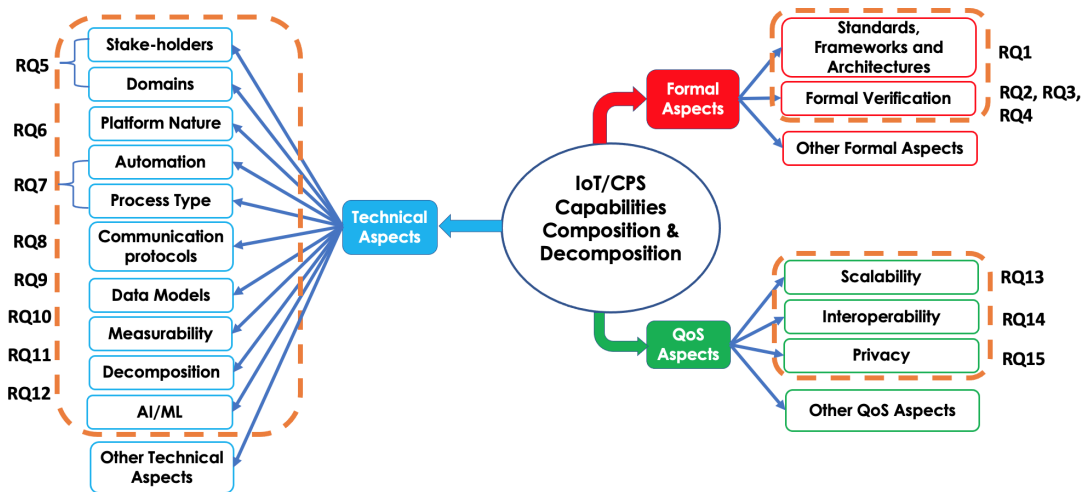 Stake-holders
RQ5
Domains
RQ6
Platform Nature
Automation
RQ7
Process Type
RQ8
Communication
protocols
RQ9
Data Models
RQ10
Measurability
RQ11
Decomposition
RQ12
AI/ML
Other Technical
Aspects
Technical
Aspects
IoT/CPS
Capabilities
Composition &
Decomposition
Formal
Aspects
Standards,
Frameworks and
Architectures
RQ1
Formal Verification
RQ2, RQ3,
RQ4
Other Formal Aspects
QoS
Aspects
Scalability
RQ13
Interoperability
RQ14
Privacy
RQ15
Other QoS Aspects